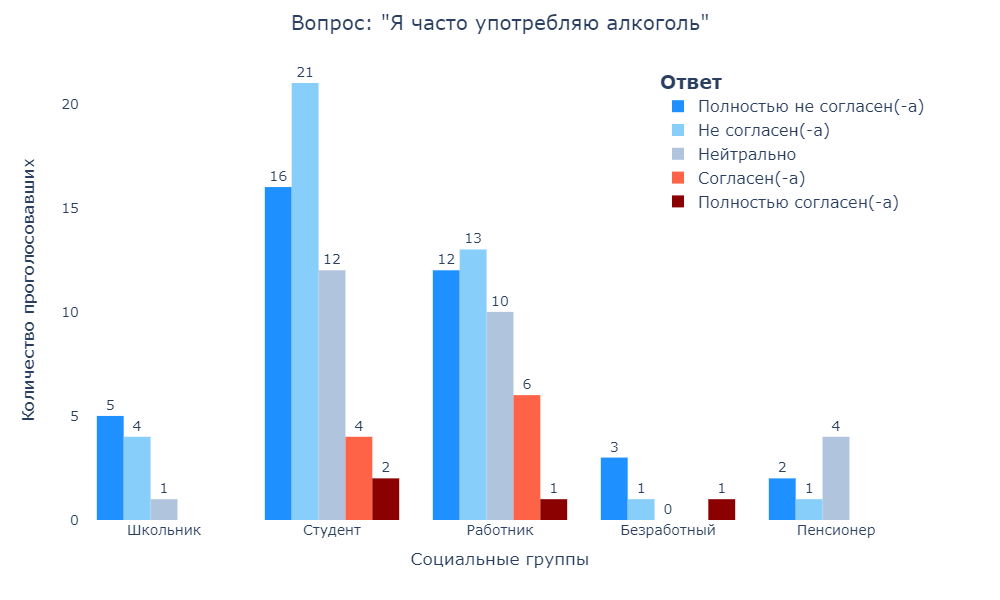 Вопрос: "Я часто употребляю алкоголь"
Ответ
Полностью не согласен(-а)
Не согласен(-а)
Нейтрально
Согласен(-а)
Полностью согласен(-а)
Количество проголосовавших
20
15
10
5
0
5
4
1
16
21
12
4
2
12
13
10
6
1
3
1
0
1
2
1
4
Школьник
Студент
Работник
Безработный
Пенсионер
Социальные группы